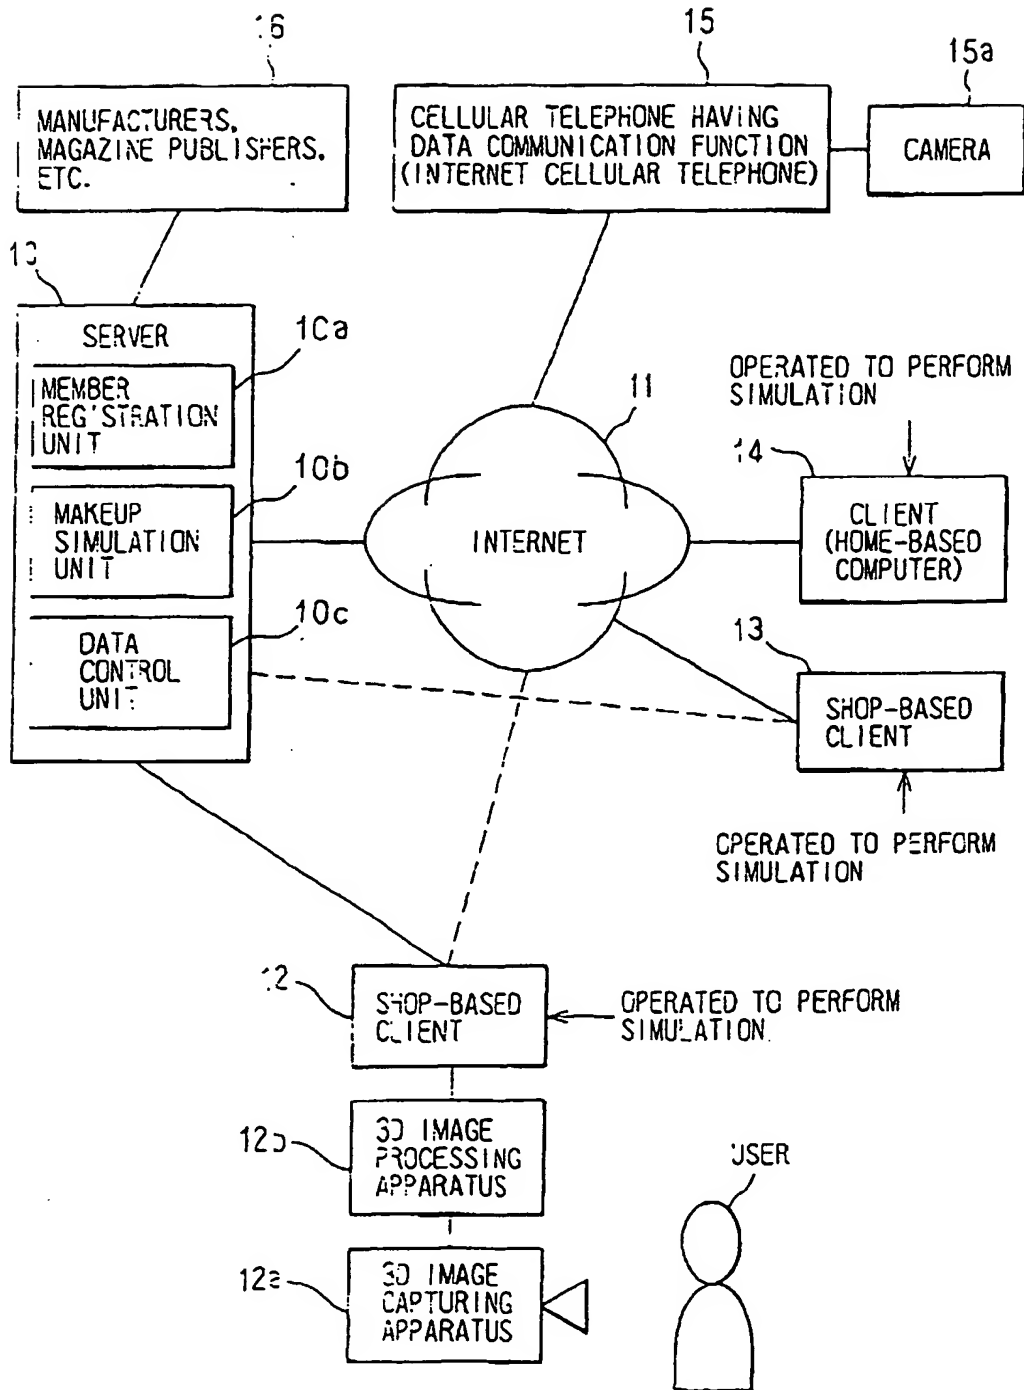 16
15
15a
MANUFACTURERS,
MAGAZINE PUBLISHERS,
ETC.
CELLULAR TELEPHONE HAVING
DATA COMMUNICATION FUNCTION
(INTERNET CELLULAR TELEPHONE)
CAMERA
10
SERVER
10a
MEMBER
REGISTRATION
UNIT
10b
MAKEUP
SIMULATION
UNIT
10c
DATA
CONTROL
UNIT
11
INTERNET
OPERATED TO PERFORM
SIMULATION
14
CLIENT
(HOME-BASED
COMPUTER)
13
SHOP-BASED
CLIENT
OPERATED TO PERFORM
SIMULATION
12
SHOP-BASED
CLIENT
OPERATED TO PERFORM
SIMULATION
12b
3D IMAGE
PROCESSING
APPARATUS
USER
12a
3D IMAGE
CAPTURING
APPARATUS